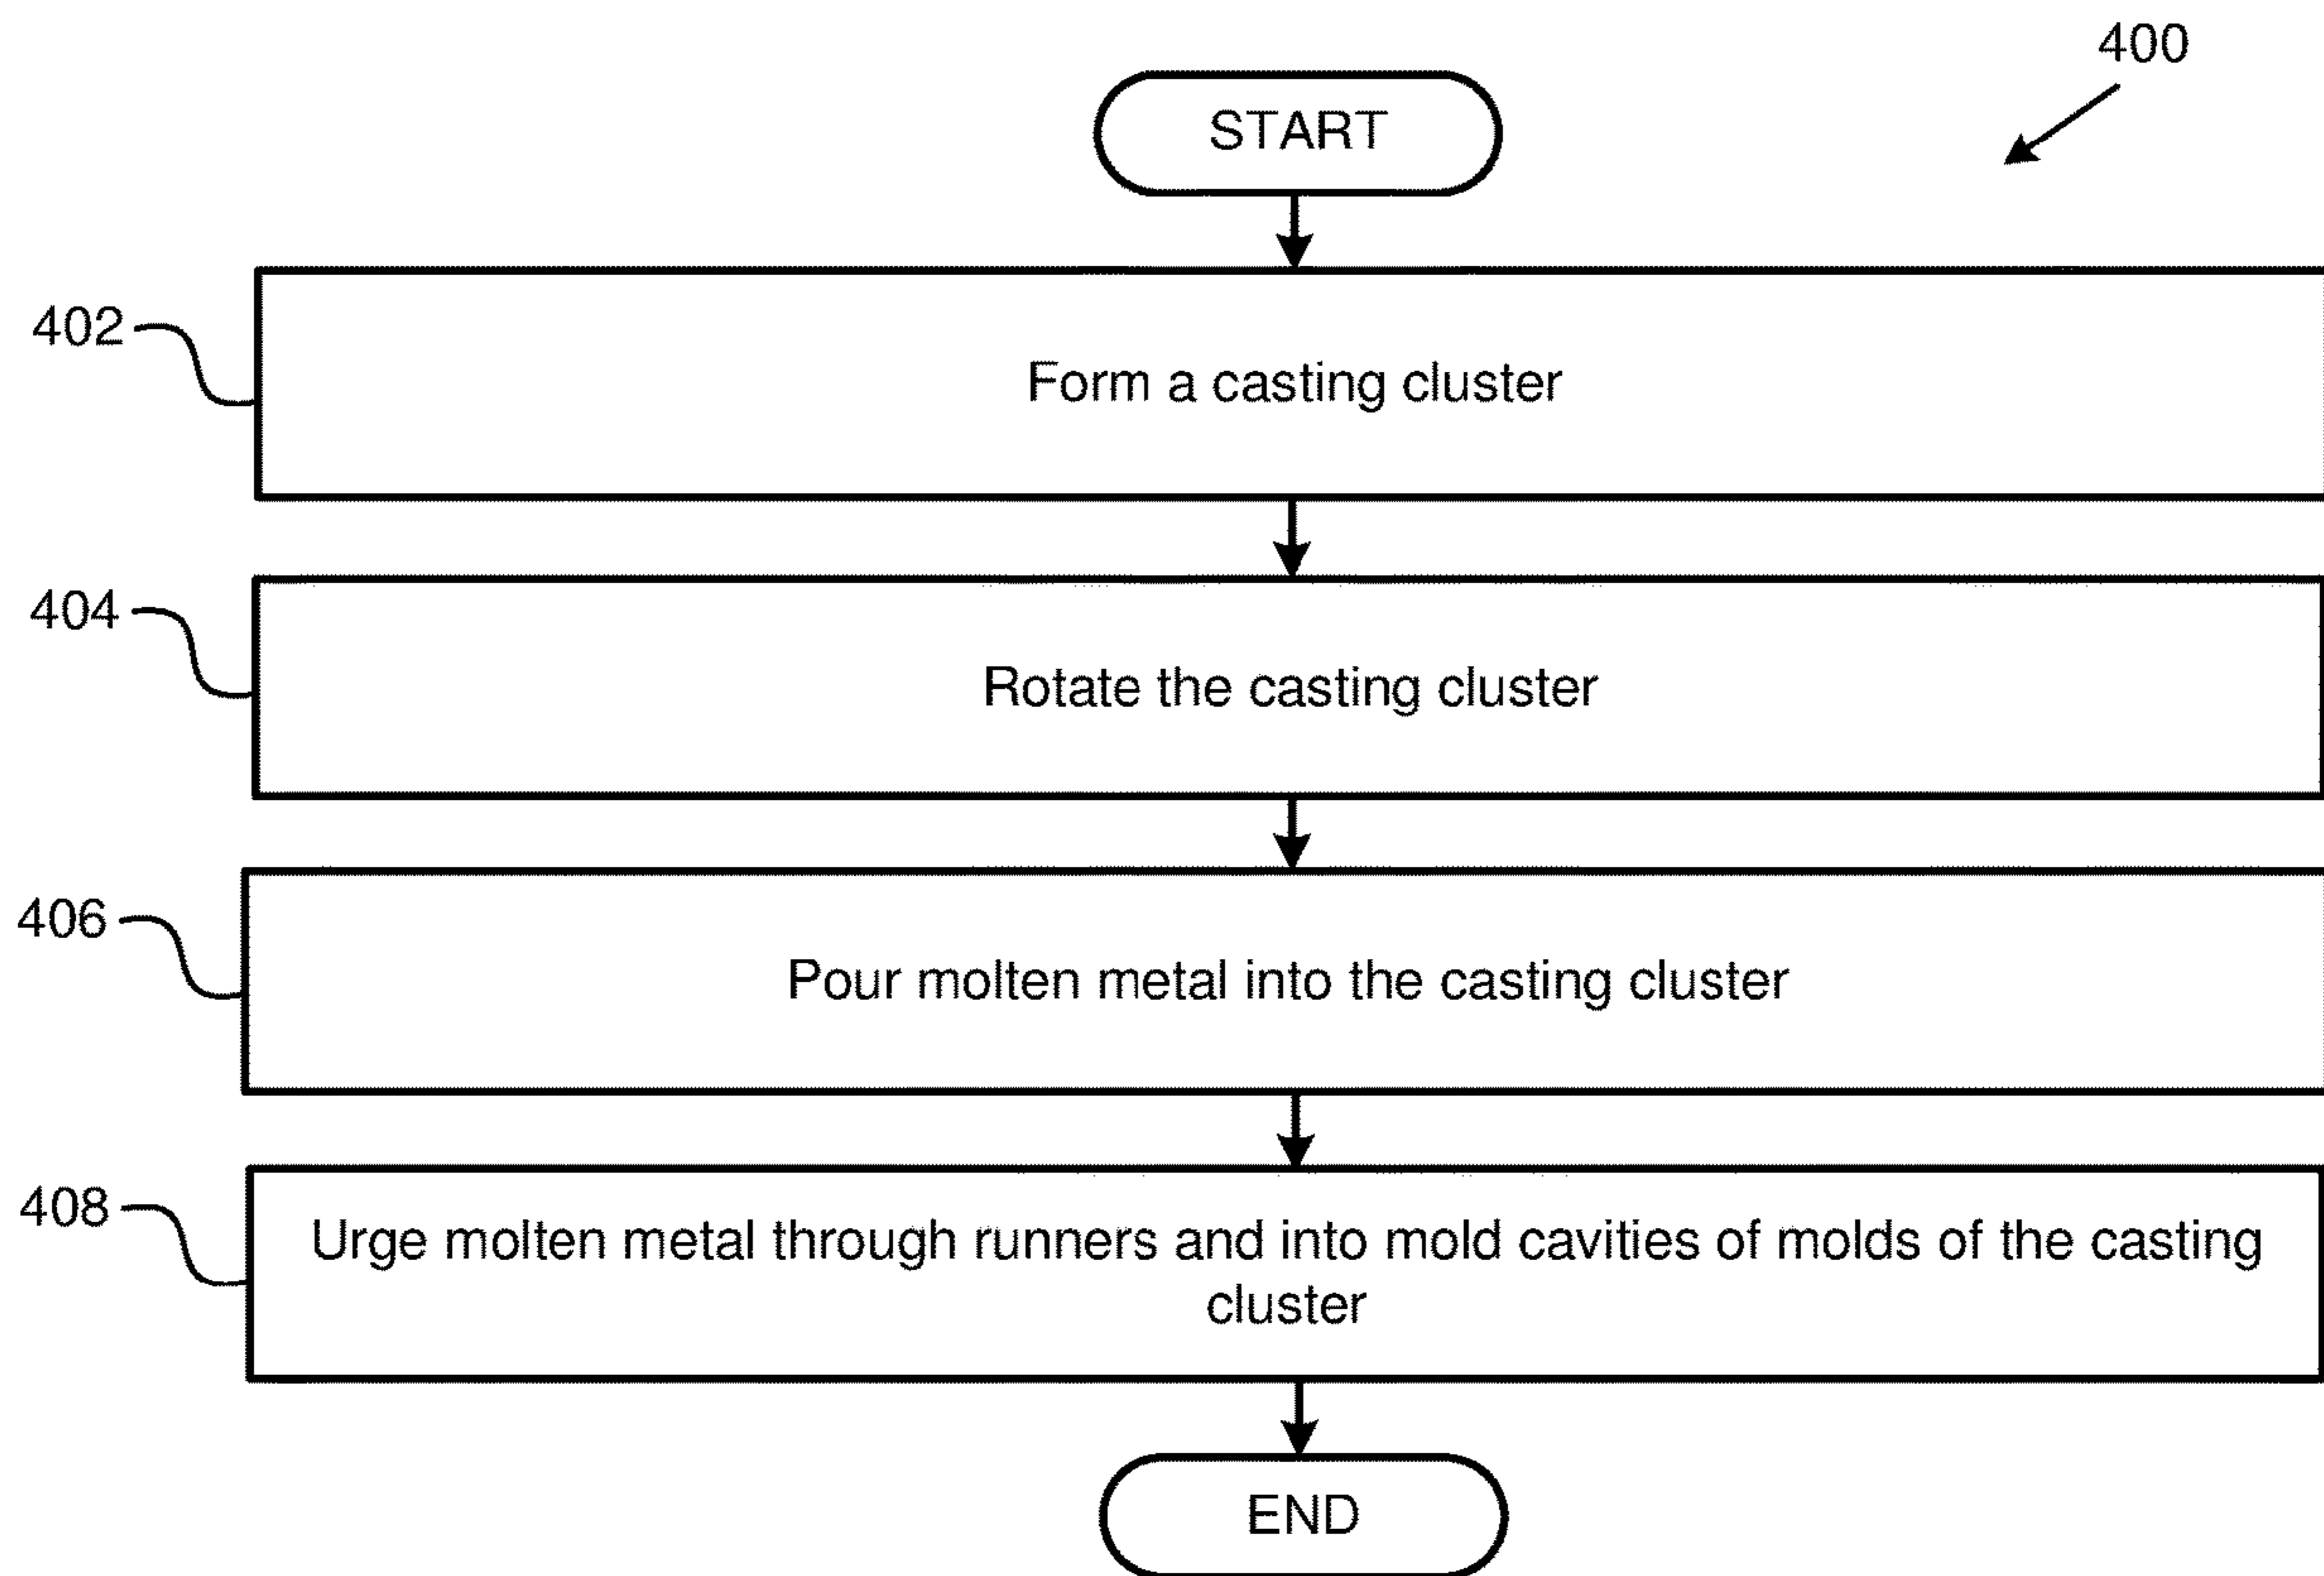 400
START
402
Form a casting cluster
404
Rotate the casting cluster
406
Pour molten metal into the casting cluster
408
Urge molten metal through runners and into mold cavities of molds of the casting
cluster
END